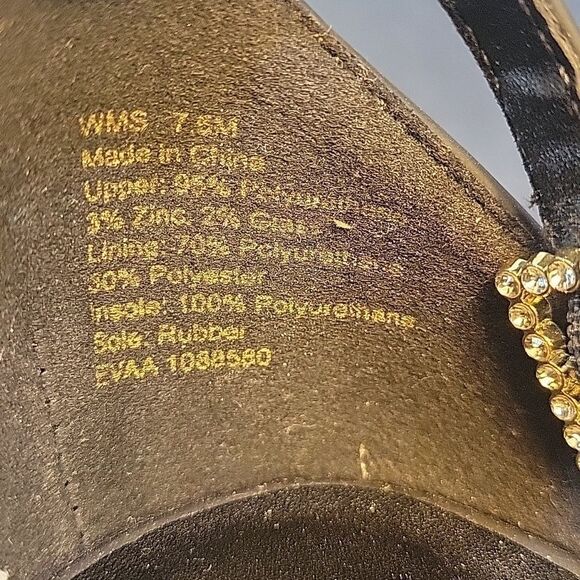 WMS 7.5M
Made in China
Upper: 95% Polyurethane
3% Zinc, 2% Glass
Lining: 70% Polyurethane
30% Polyester
Insole: 100% Polyurethane
Sole: Rubber
EVAA